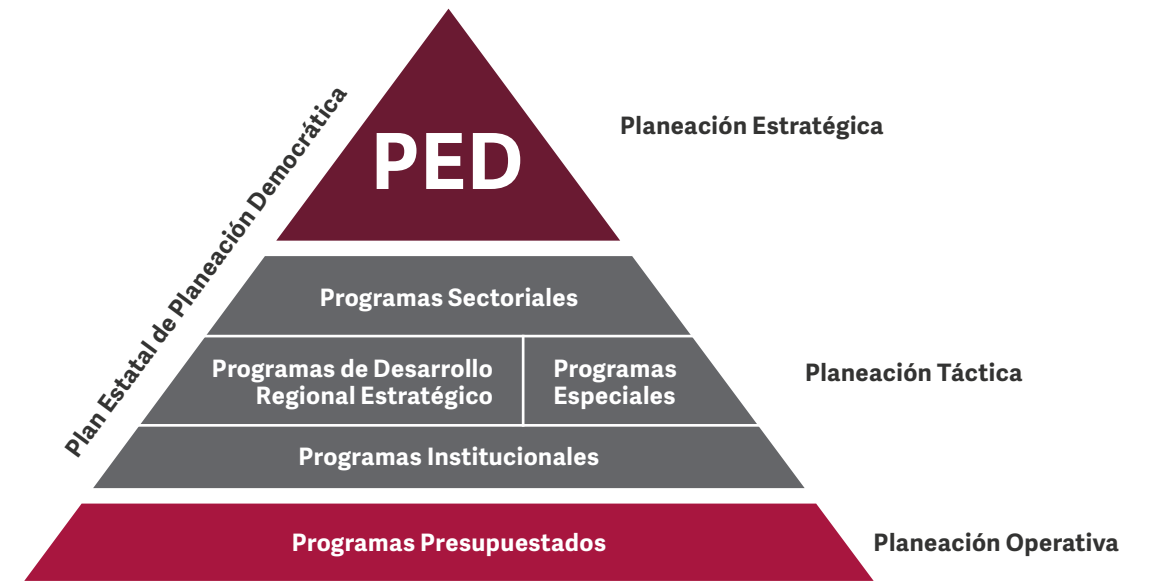 Plan Estatal de Planeación Democrática
PED
Planeación Estratégica
Programas Sectoriales
Programas de Desarrollo
Regional Estratégico
Programas
Especiales
Planeación Táctica
Programas Institucionales
Programas Presupuestados
Planeación Operativa